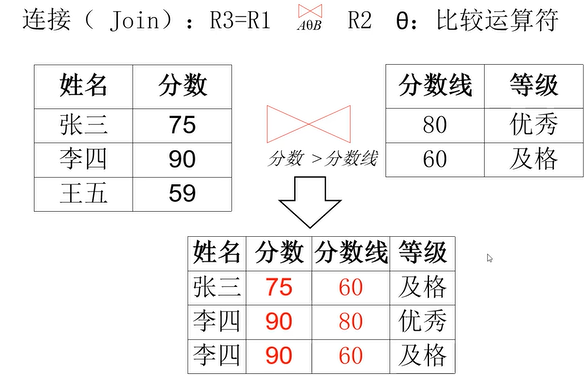 连接（ Join）：R3=R1 AθB R2 θ：比较运算符
姓名 分数
张三 75
李四 90
王五 59
分数 >分数线
分数线 等级
80 优秀
60 及格
姓名 分数 分数线 等级
张三 75 60 及格
李四 90 80 优秀
李四 90 60 及格